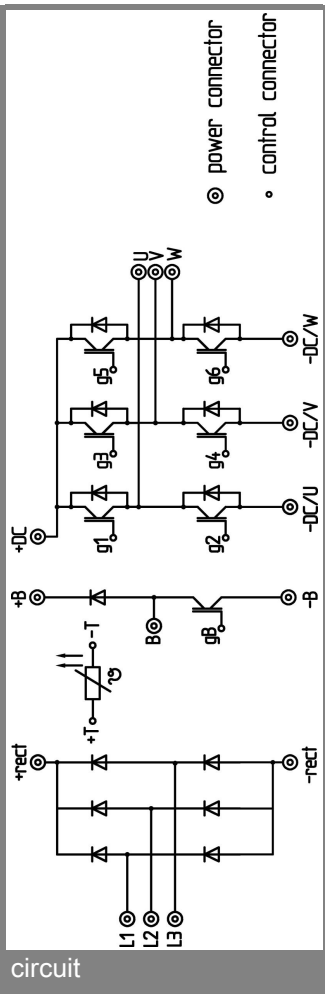 ⊚ power connector
∘ control connector
U
V
W
g5
g6
-DC/W
g3
g4
-DC/V
+DC
g1
g2
-DC/U
+B
B
gB
-B
-T
ϑ
+T
+rect
-rect
L1
L2
L3
circuit